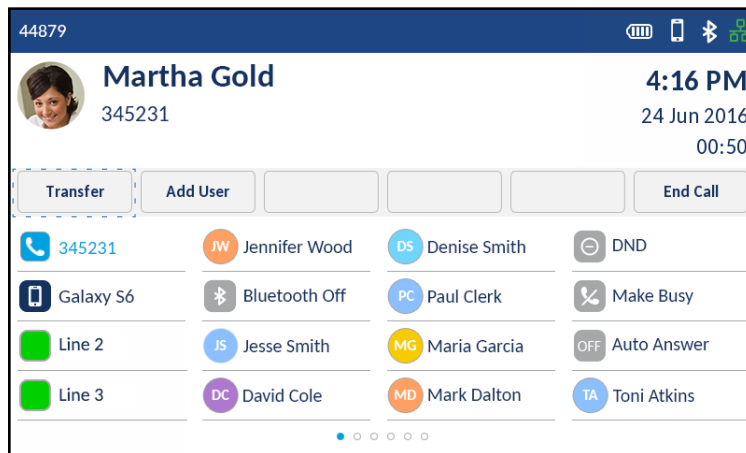 44879
Martha Gold
345231
4:16 PM
24 Jun 2016
00:50
Transfer
Add User
End Call
345231
JW Jennifer Wood
DS Denise Smith
DND
Galaxy S6
Bluetooth Off
PC Paul Clerk
Make Busy
Line 2
JS Jesse Smith
MG Maria Garcia
OFF Auto Answer
Line 3
DC David Cole
MD Mark Dalton
TA Toni Atkins